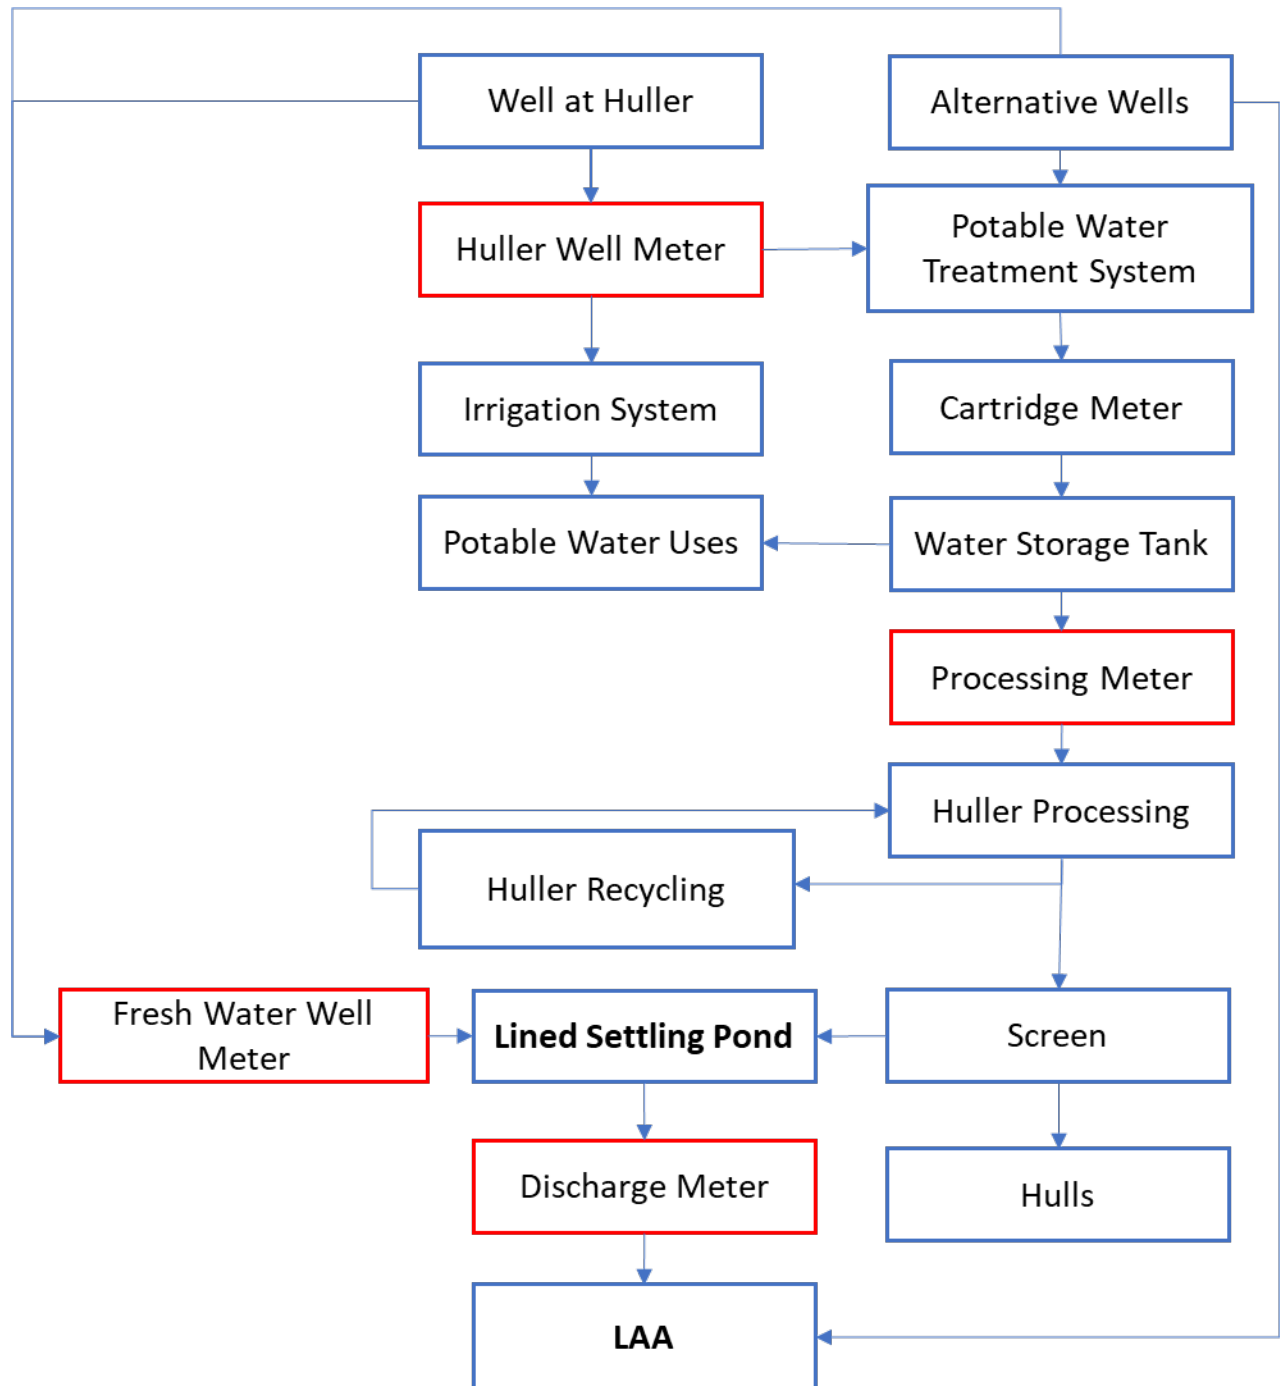 Well at Huller
Alternative Wells
Huller Well Meter
Potable Water
Treatment System
Irrigation System
Cartridge Meter
Potable Water Uses
Water Storage Tank
Processing Meter
Huller Processing
Huller Recycling
Fresh Water Well
Meter
Lined Settling Pond
Screen
Discharge Meter
Hulls
LAA